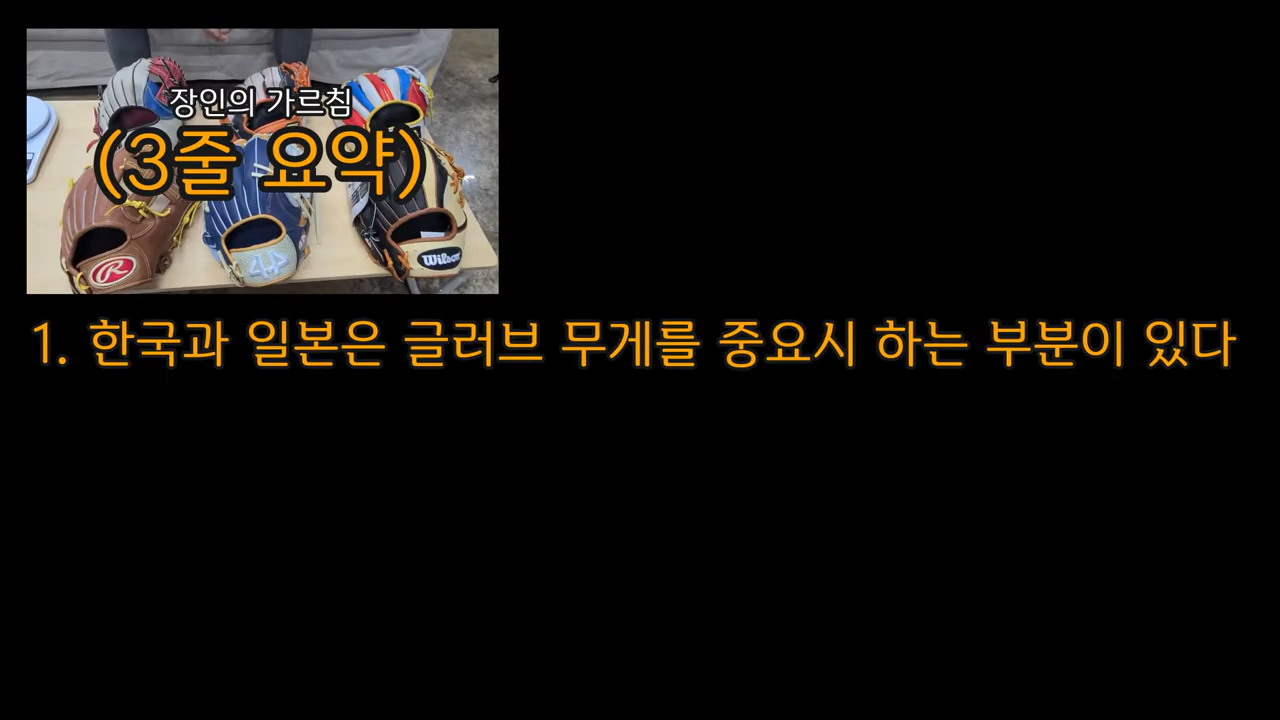 장인의 가르침
(3줄 요약)
R
Wilson
1. 한국과 일본은 글러브 무게를 중요시 하는 부분이 있다